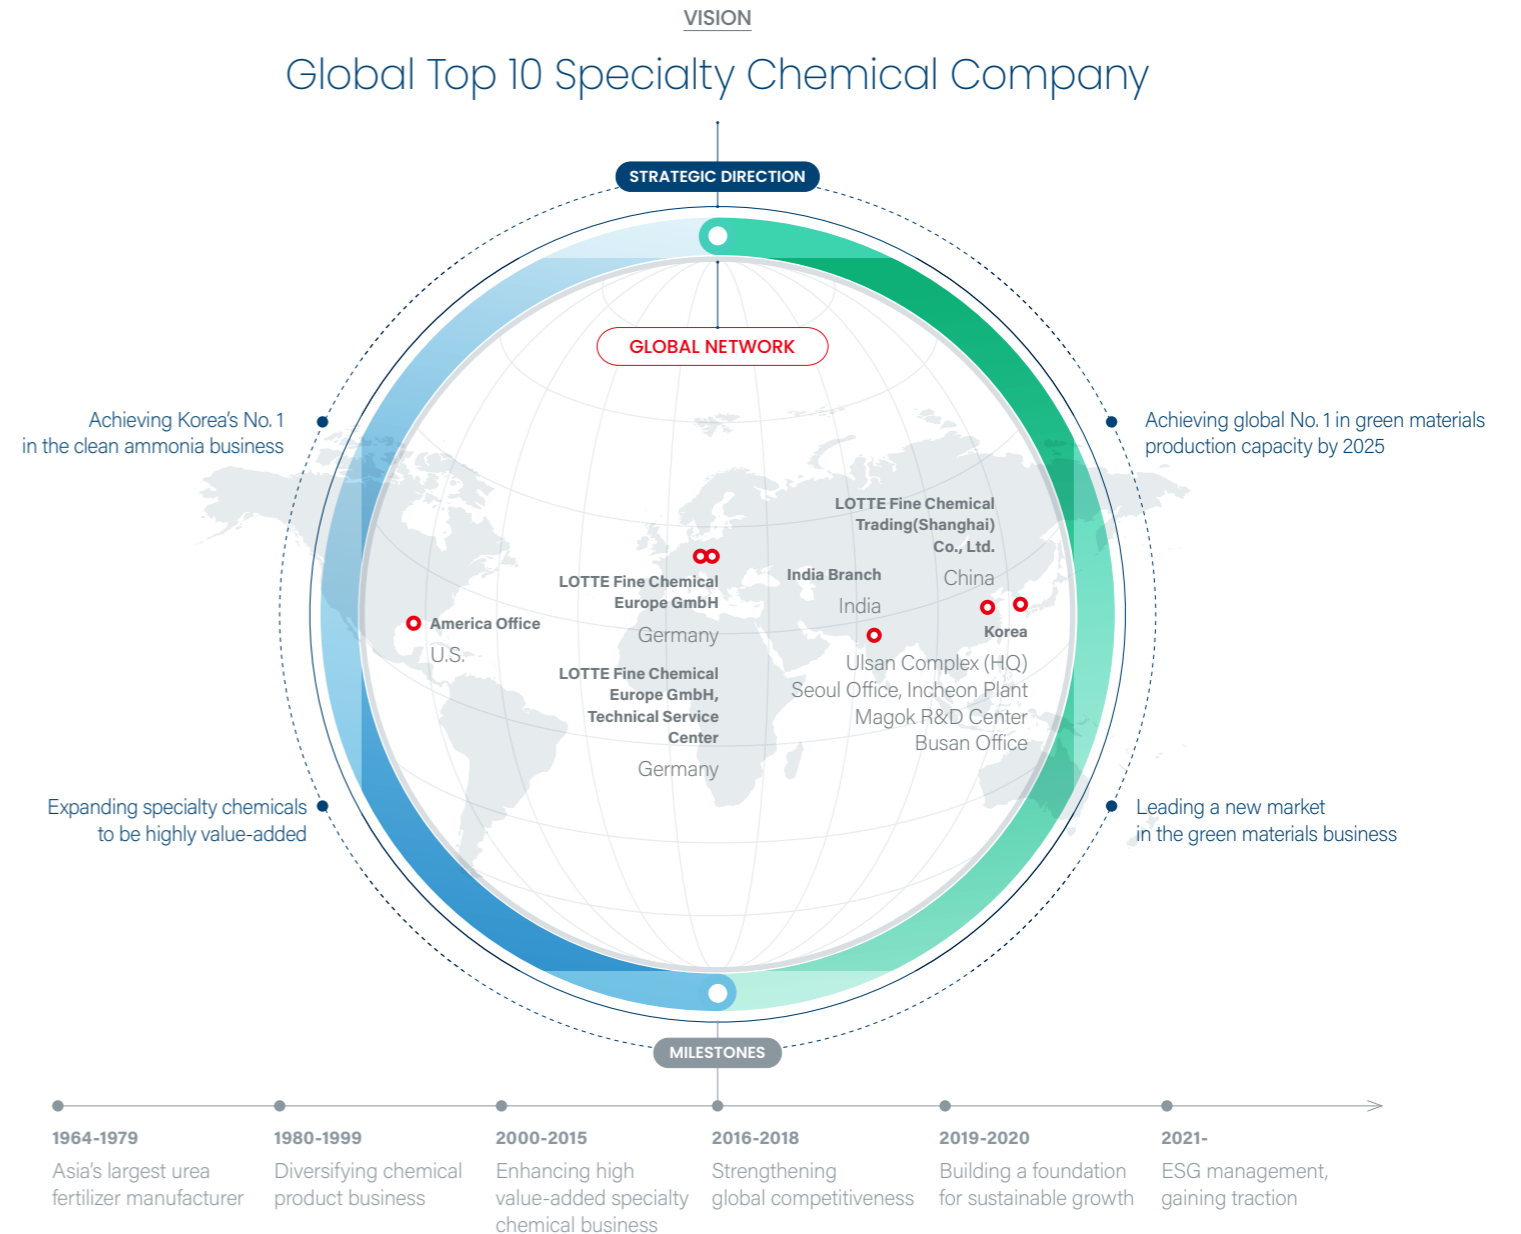 VISION
Global Top 10 Specialty Chemical Company
STRATEGIC DIRECTION
GLOBAL NETWORK
Achieving Korea's No. 1
in the clean ammonia business
Achieving global No. 1 in green materials
production capacity by 2025
Expanding specialty chemicals
to be highly value-added
Leading a new market
in the green materials business
America Office
U.S.
LOTTE Fine Chemical
Europe GmbH
Germany
LOTTE Fine Chemical
Europe GmbH,
Technical Service
Center
Germany
India Branch
India
LOTTE Fine Chemical
Trading(Shanghai)
Co., Ltd.
China
Korea
Ulsan Complex (HQ)
Seoul Office, Incheon Plant
Magok R&D Center
Busan Office
MILESTONES
1964-1979
Asia's largest urea
fertilizer manufacturer
1980-1999
Diversifying chemical
product business
2000-2015
Enhancing high
value-added specialty
chemical business
2016-2018
Strengthening
global competitiveness
2019-2020
Building a foundation
for sustainable growth
2021-
ESG management,
gaining traction